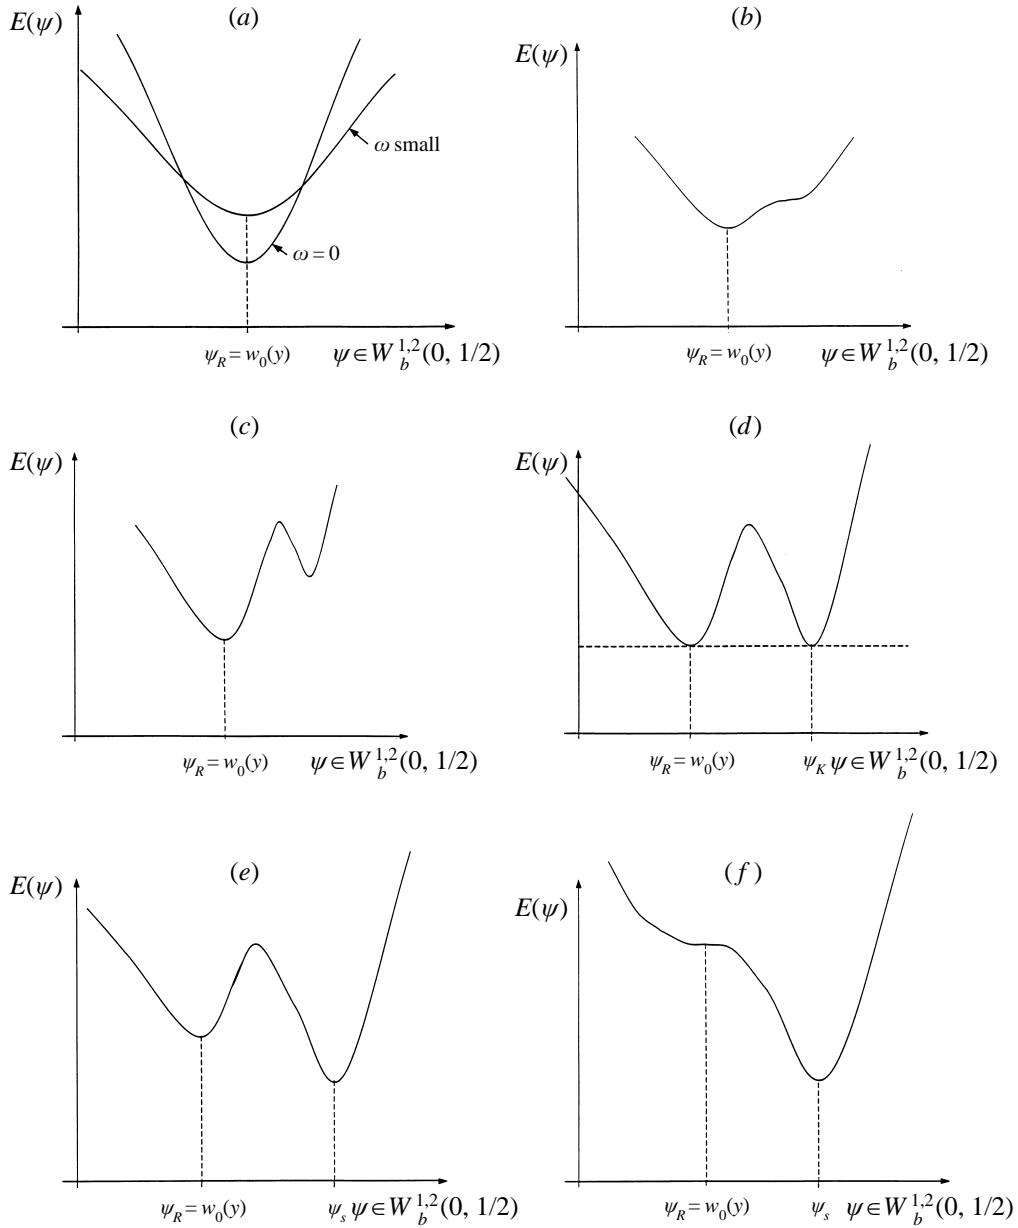 (a)
E(ψ)
ω small
ω = 0
ψ_R = w_0(y) ψ ∈ W_b^{1,2}(0, 1/2)
(b)
E(ψ)
ψ_R = w_0(y) ψ ∈ W_b^{1,2}(0, 1/2)
(c)
E(ψ)
ψ_R = w_0(y) ψ ∈ W_b^{1,2}(0, 1/2)
(d)
E(ψ)
ψ_R = w_0(y) ψ_K ψ ∈ W_b^{1,2}(0, 1/2)
(e)
E(ψ)
ψ_R = w_0(y) ψ_s ψ ∈ W_b^{1,2}(0, 1/2)
(f)
E(ψ)
ψ_R = w_0(y) ψ_s ψ ∈ W_b^{1,2}(0, 1/2)